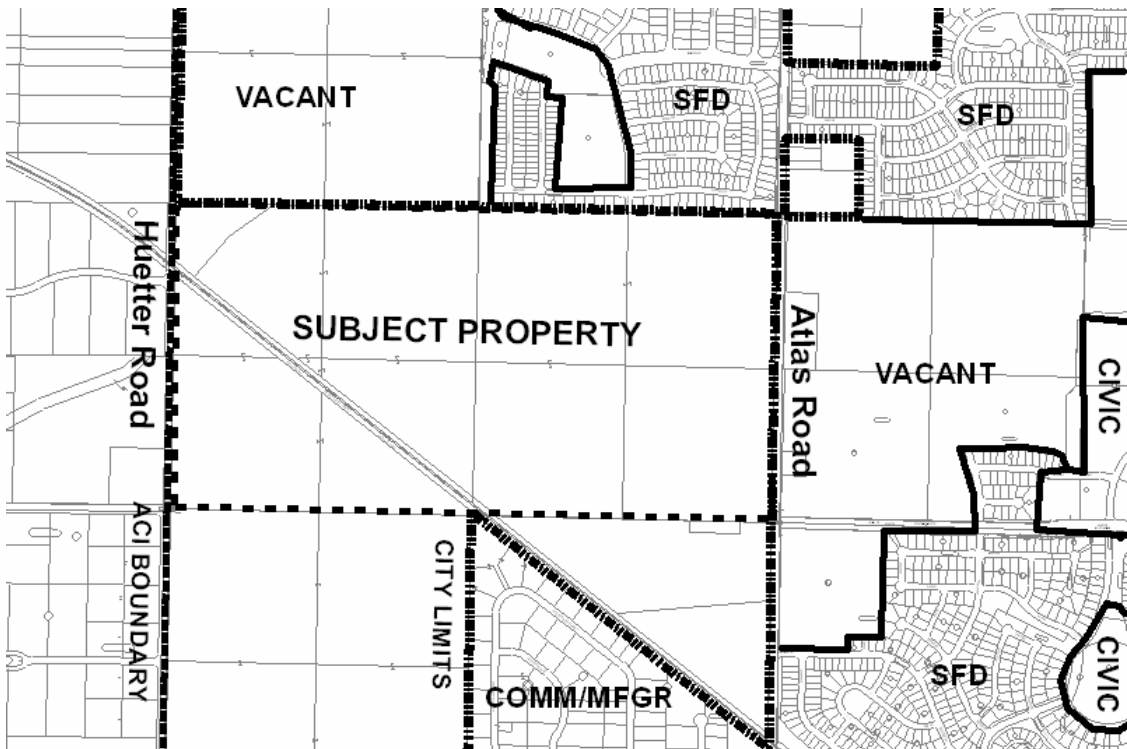 VACANT
SFD
SFD
Huetter Road
SUBJECT PROPERTY
Atlas Road
VACANT
CIVIC
ACI BOUNDARY
CITY LIMITS
COMM/MFGR
SFD
CIVIC